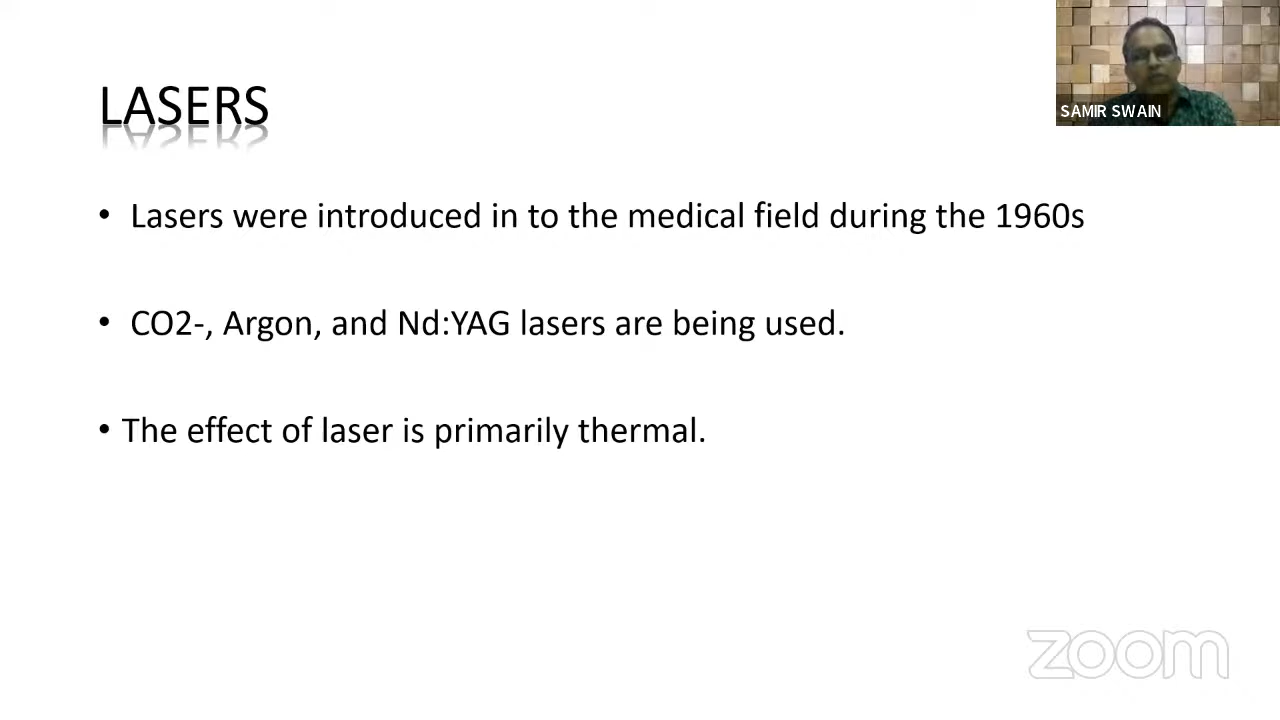 LASERS
SAMIR SWAIN
• Lasers were introduced in to the medical field during the 1960s
• CO2-, Argon, and Nd:YAG lasers are being used.
• The effect of laser is primarily thermal.
zoom